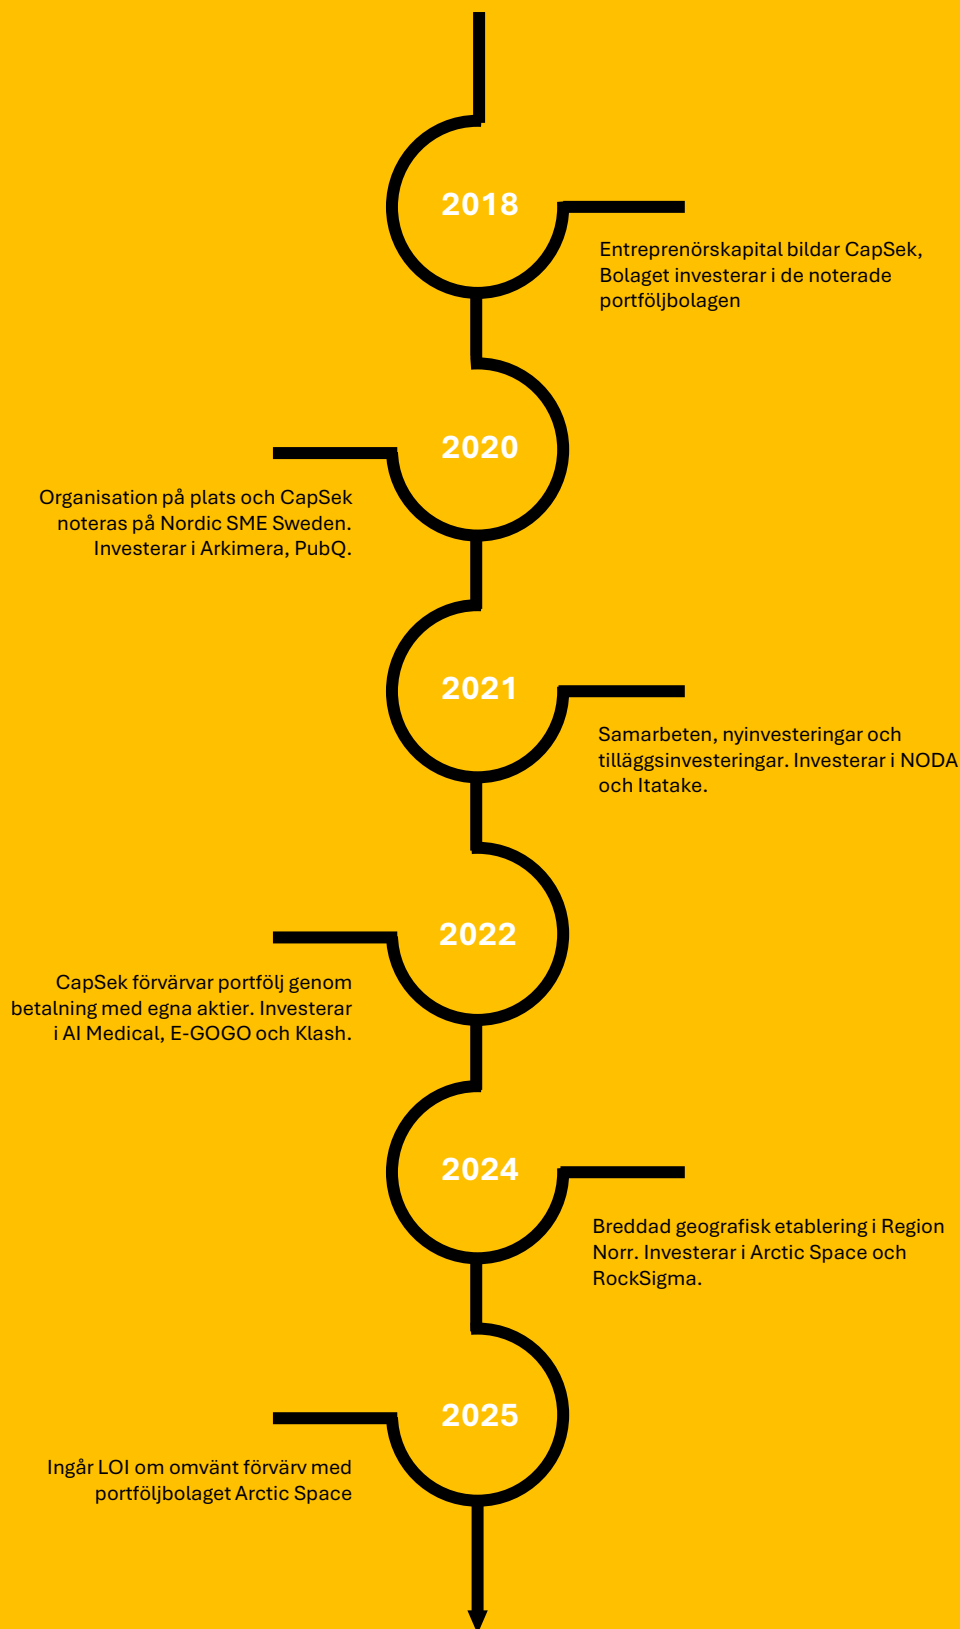 2018
Entreprenörskapital bildar CapSek,
Bolaget investerar i de noterade
portföljbolagen
2020
Organisation på plats och CapSek
noteras på Nordic SME Sweden.
Investerar i Arkimera, PubQ.
2021
Samarbeten, nyinvesteringar och
tilläggsinvesteringar. Investerar i NODA
och Itatake.
2022
CapSek förvärvar portfölj genom
betalning med egna aktier. Investerar
i AI Medical, E-GOGO och Klash.
2024
Breddad geografisk etablering i Region
Norr. Investerar i Arctic Space och
RockSigma.
2025
Ingår LOI om omvänt förvärv med
portföljbolaget Arctic Space